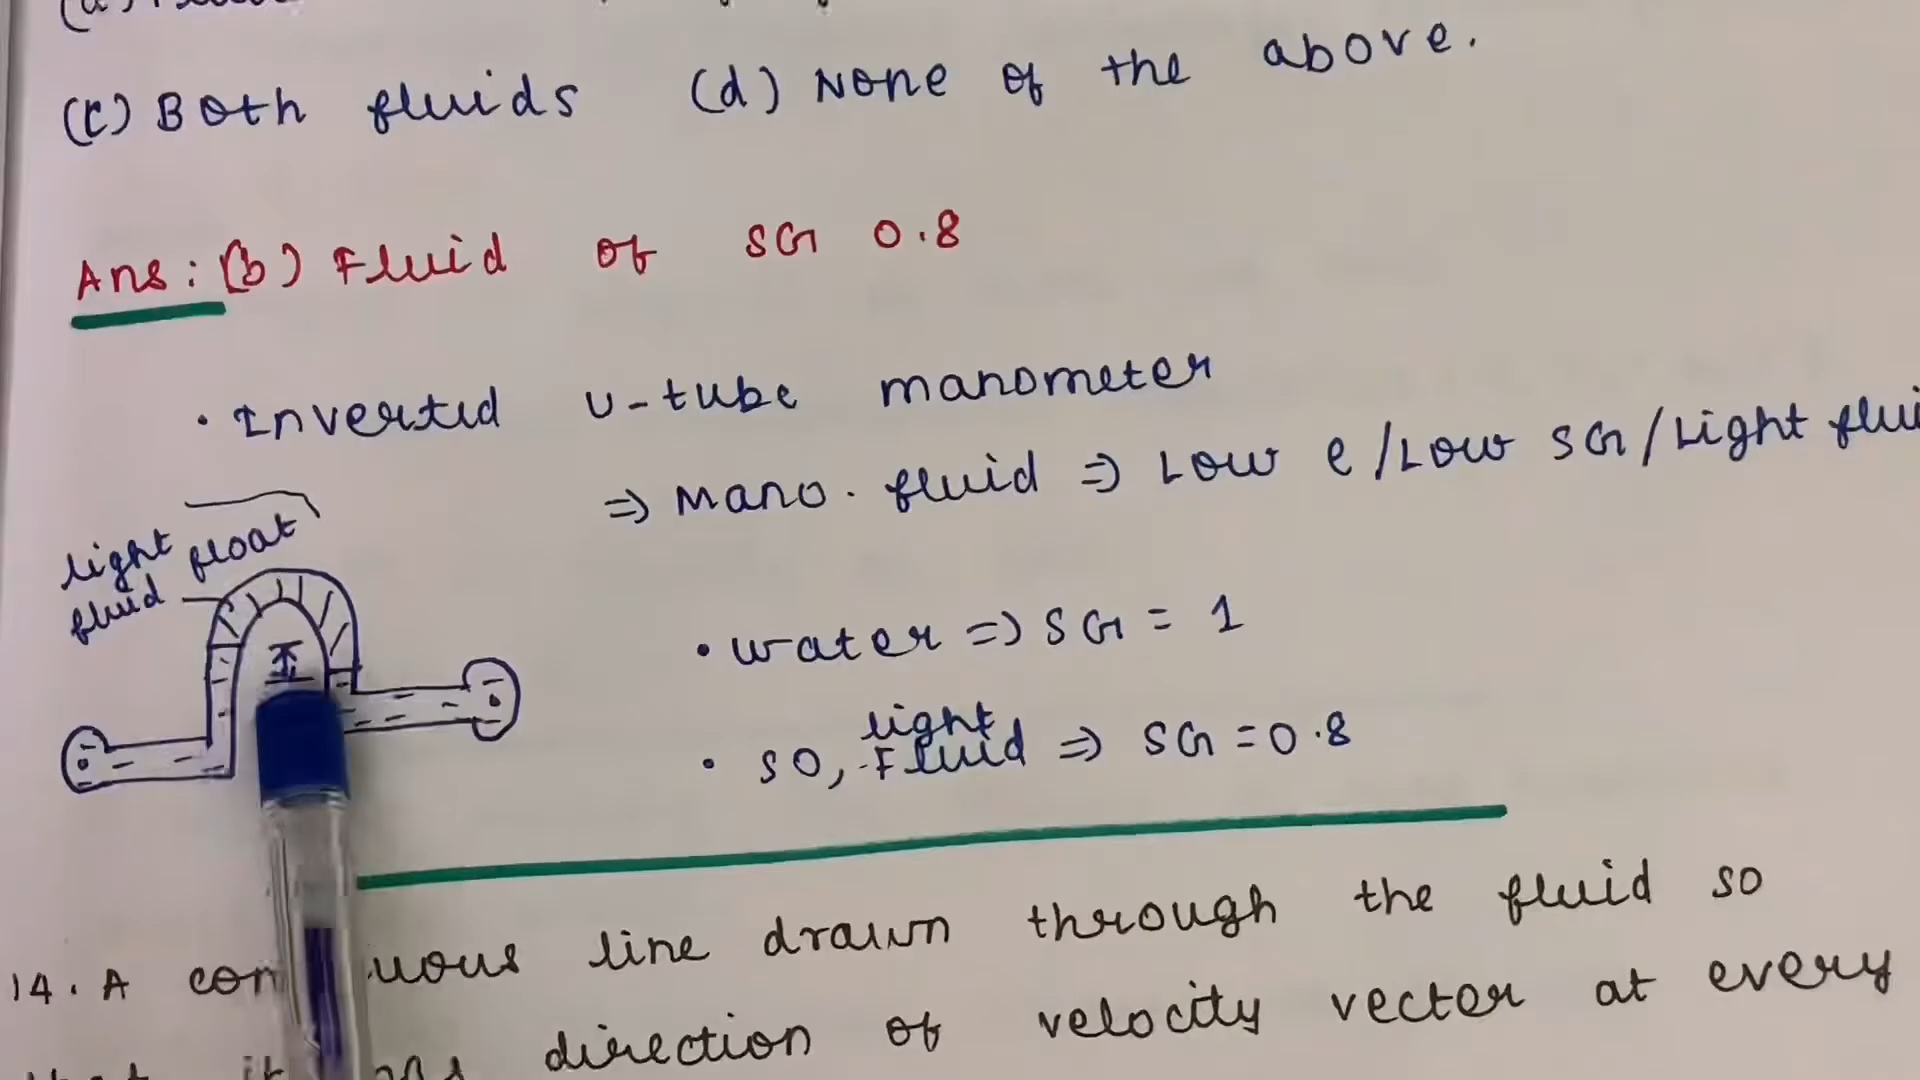 (c) Both fluids (d) None of the above.
Ans: (b) Fluid of SG 0.8
• Inverted U-tube manometer
⇒ Mano. fluid ⇒ Low ρ/Low SG/Light
light float
fluid
• water ⇒ SG = 1
light
• SO, Fluid ⇒ SG = 0.8
14. A line drawn through the fluid so
direction of velocity vector at every